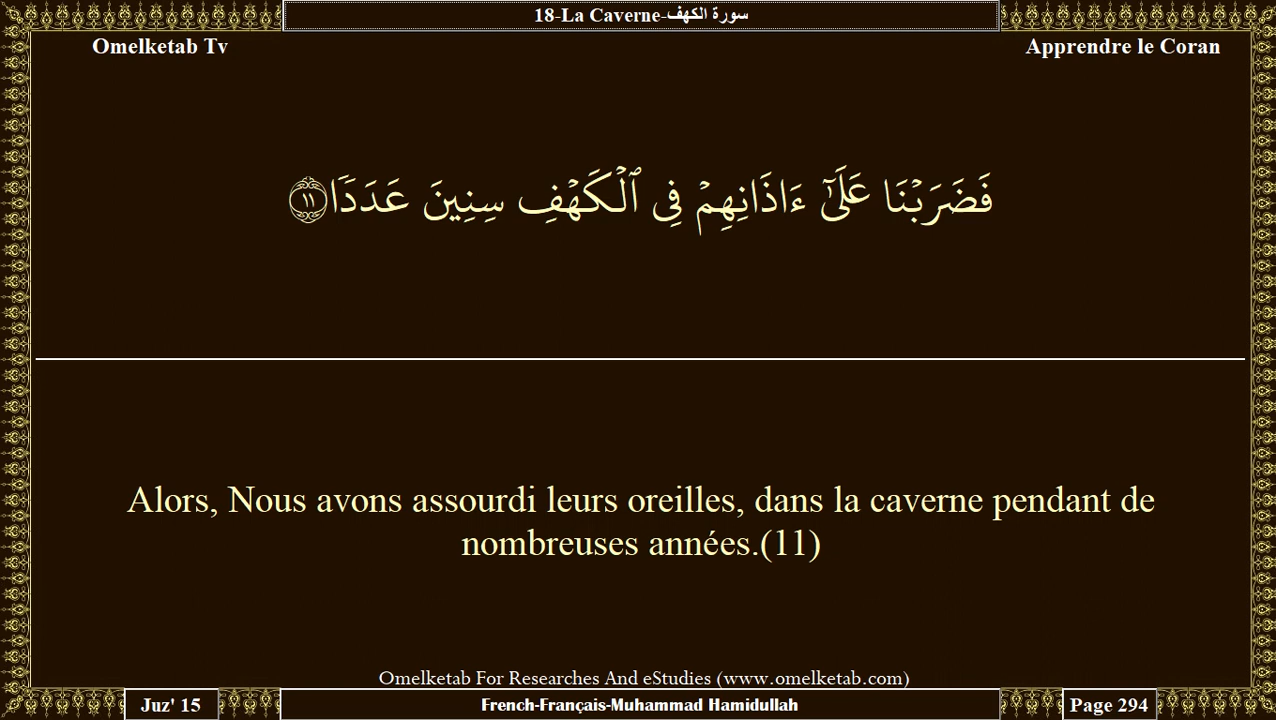 18-La Caverne-سورة الكهف
Omelketab Tv
Apprendre le Coran
فَضَرَبْنَا عَلَىٰٓ ءَاذَانِهِمْ فِى ٱلْكَهْفِ سِنِينَ عَدَدًا ١١
Alors, Nous avons assourdi leurs oreilles, dans la caverne pendant de
nombreuses années.(11)
Omelketab For Researches And eStudies (www.omelketab.com)
Juz' 15
French-Français-Muhammad Hamidullah
Page 294